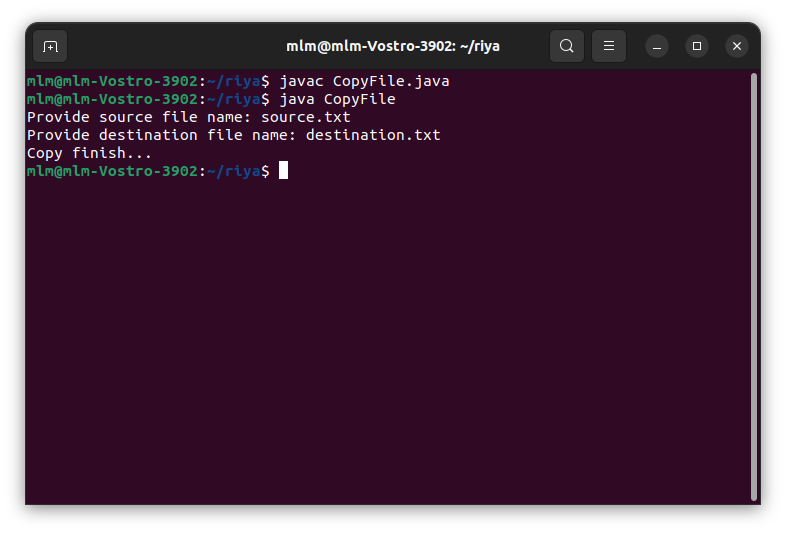 mlm@mlm-Vostro-3902: ~/riya
mlm@mlm-Vostro-3902:~/riya$ javac CopyFile.java
mlm@mlm-Vostro-3902:~/riya$ java CopyFile
Provide source file name: source.txt
Provide destination file name: destination.txt
Copy finish...
mlm@mlm-Vostro-3902:~/riya$